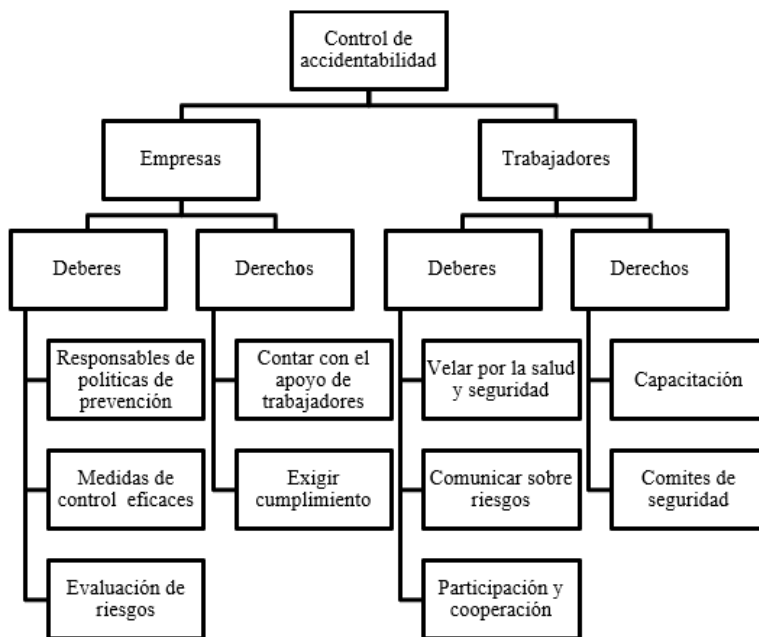 Control de
accidentabilidad
Empresas
Trabajadores
Deberes
Derechos
Deberes
Derechos
Responsables de
políticas de
prevención
Contar con el
apoyo de
trabajadores
Velar por la salud
y seguridad
Capacitación
Medidas de
control eficaces
Exigir
cumplimiento
Comunicar sobre
riesgos
Comites de
seguridad
Evaluación de
riesgos
Participación y
cooperación